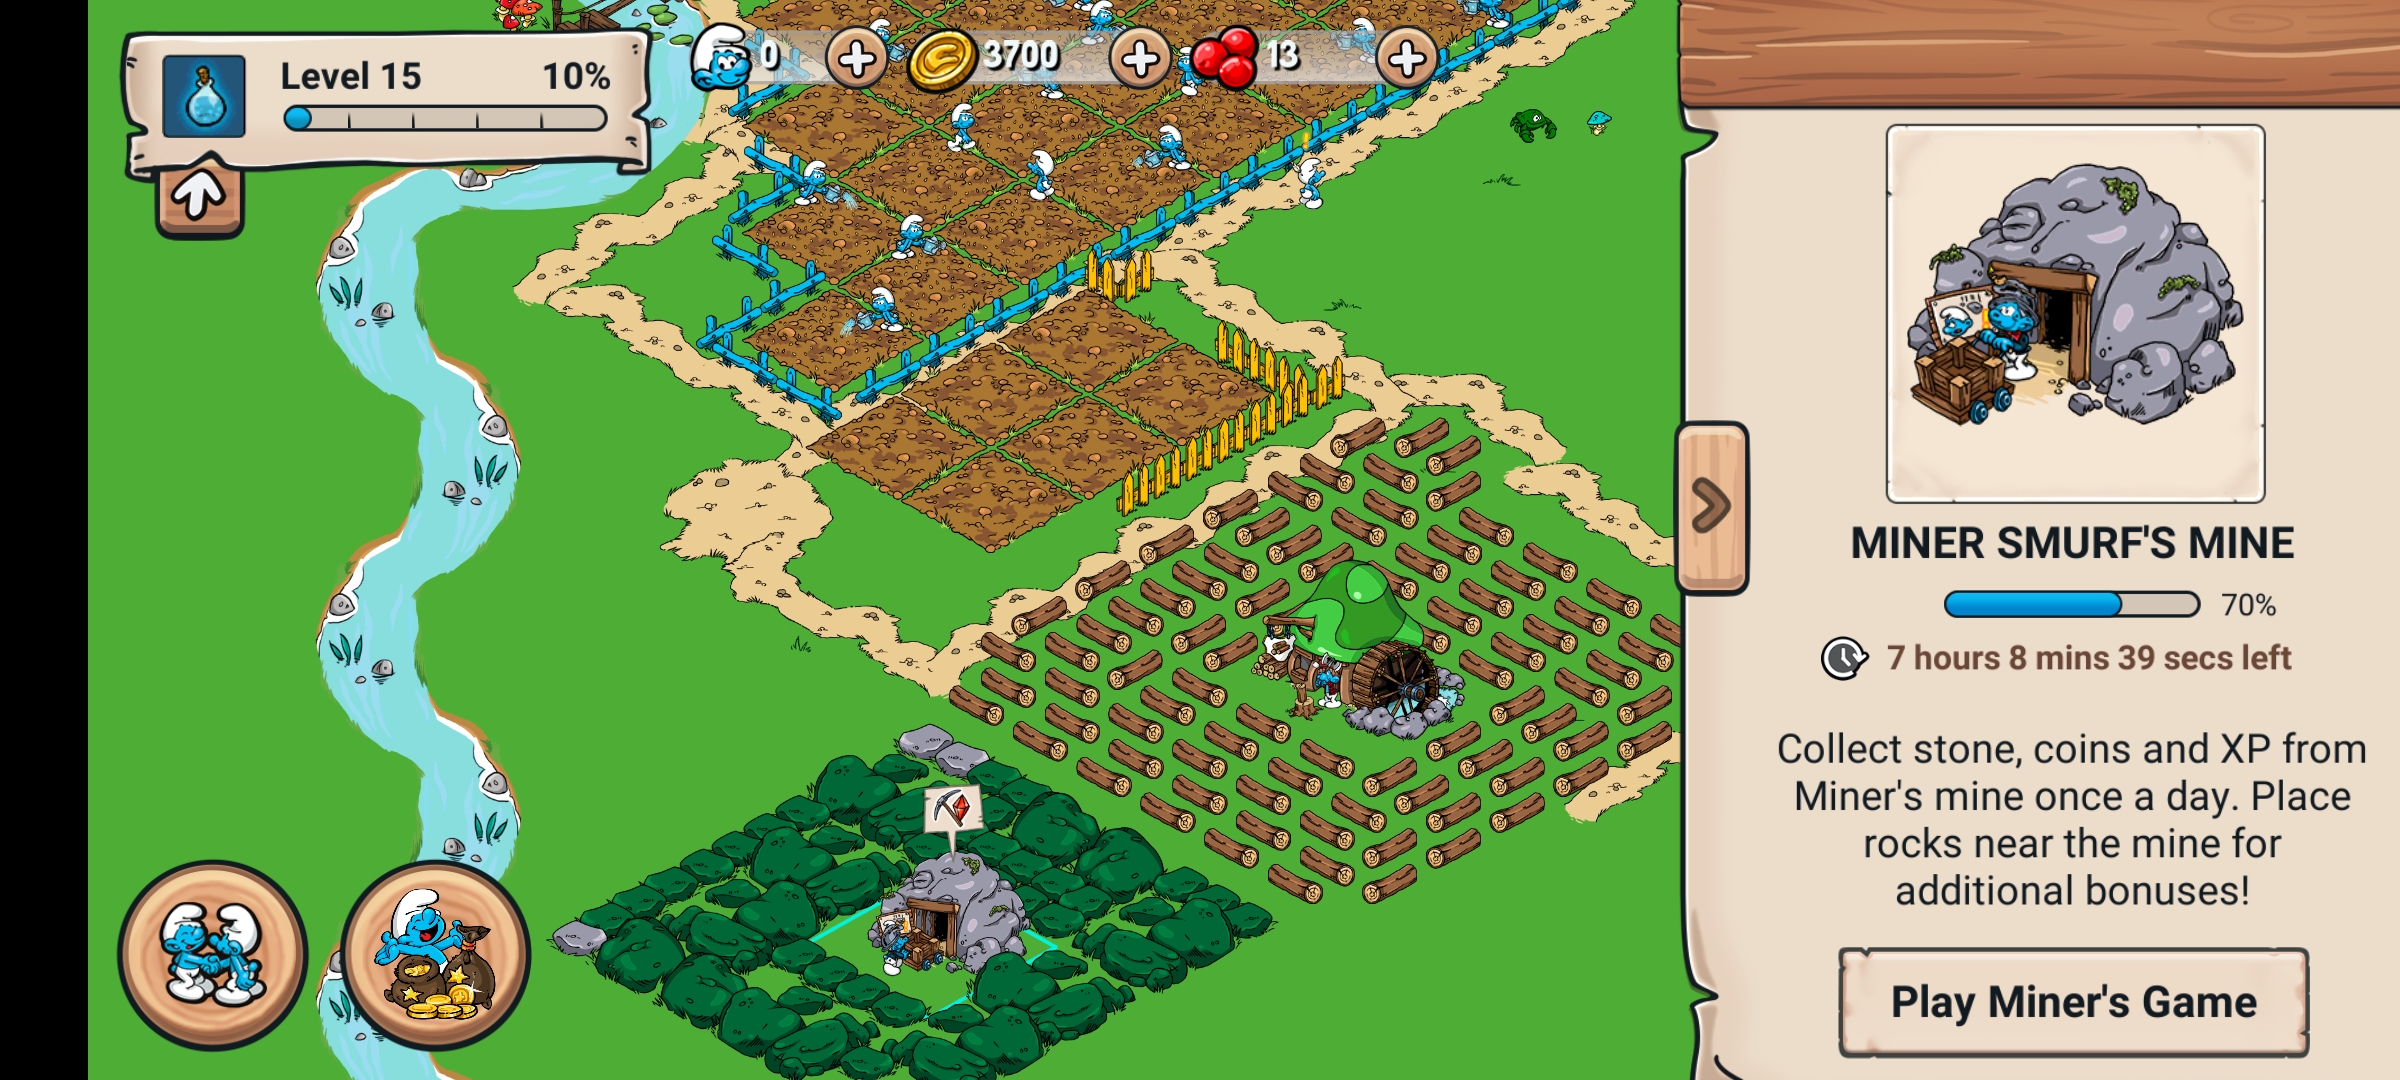 Level 15 10%
0 3700 13
MINER SMURF'S MINE
70%
7 hours 8 mins 39 secs left
Collect stone, coins and XP from
Miner's mine once a day. Place
rocks near the mine for
additional bonuses!
Play Miner's Game